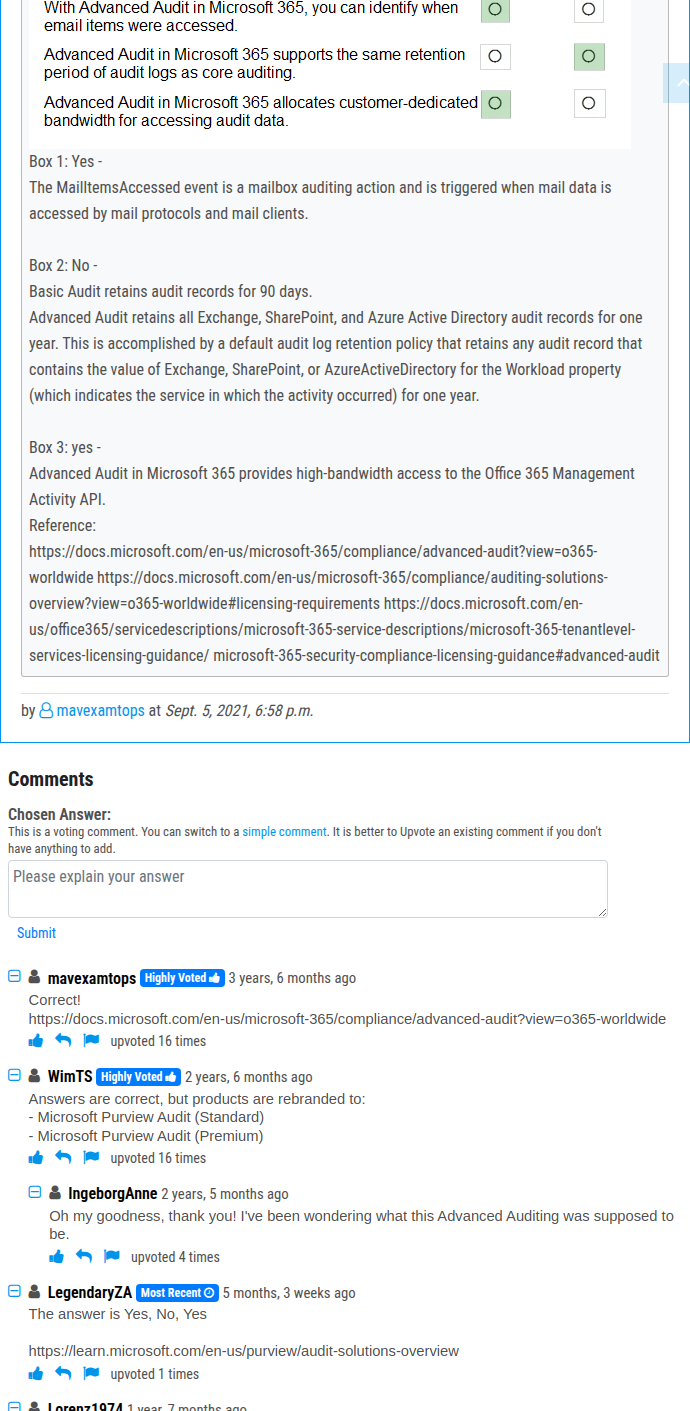 With Advanced Audit in Microsoft 365, you can identify when
email items were accessed.
Advanced Audit in Microsoft 365 supports the same retention
period of audit logs as core auditing.
Advanced Audit in Microsoft 365 allocates customer-dedicated
bandwidth for accessing audit data.
Box 1: Yes -
The MailItemsAccessed event is a mailbox auditing action and is triggered when mail data is
accessed by mail protocols and mail clients.
Box 2: No -
Basic Audit retains audit records for 90 days.
Advanced Audit retains all Exchange, SharePoint, and Azure Active Directory audit records for one
year. This is accomplished by a default audit log retention policy that retains any audit record that
contains the value of Exchange, SharePoint, or AzureActiveDirectory for the Workload property
(which indicates the service in which the activity occurred) for one year.
Box 3: yes -
Advanced Audit in Microsoft 365 provides high-bandwidth access to the Office 365 Management
Activity API.
Reference:
https://docs.microsoft.com/en-us/microsoft-365/compliance/advanced-audit?view=o365-
worldwide https://docs.microsoft.com/en-us/microsoft-365/compliance/auditing-solutions-
overview?view=o365-worldwide#licensing-requirements https://docs.microsoft.com/en-
us/office365/servicedescriptions/microsoft-365-service-descriptions/microsoft-365-tenantlevel-
services-licensing-guidance/ microsoft-365-security-compliance-licensing-guidance#advanced-audit
by mavexamtops at Sept. 5, 2021, 6:58 p.m.
Comments
Chosen Answer:
This is a voting comment. You can switch to a simple comment. It is better to Upvote an existing comment if you don't
have anything to add.
Please explain your answer
Submit
mavexamtops Highly Voted 3 years, 6 months ago
Correct!
https://docs.microsoft.com/en-us/microsoft-365/compliance/advanced-audit?view=o365-worldwide
upvoted 16 times
WimTS Highly Voted 2 years, 6 months ago
Answers are correct, but products are rebranded to:
- Microsoft Purview Audit (Standard)
- Microsoft Purview Audit (Premium)
upvoted 16 times
IngeborgAnne 2 years, 5 months ago
Oh my goodness, thank you! I've been wondering what this Advanced Auditing was supposed to
be.
upvoted 4 times
LegendaryZA Most Recent 5 months, 3 weeks ago
The answer is Yes, No, Yes
https://learn.microsoft.com/en-us/purview/audit-solutions-overview
upvoted 1 times
Lorenz1974 1 year, 7 months ago